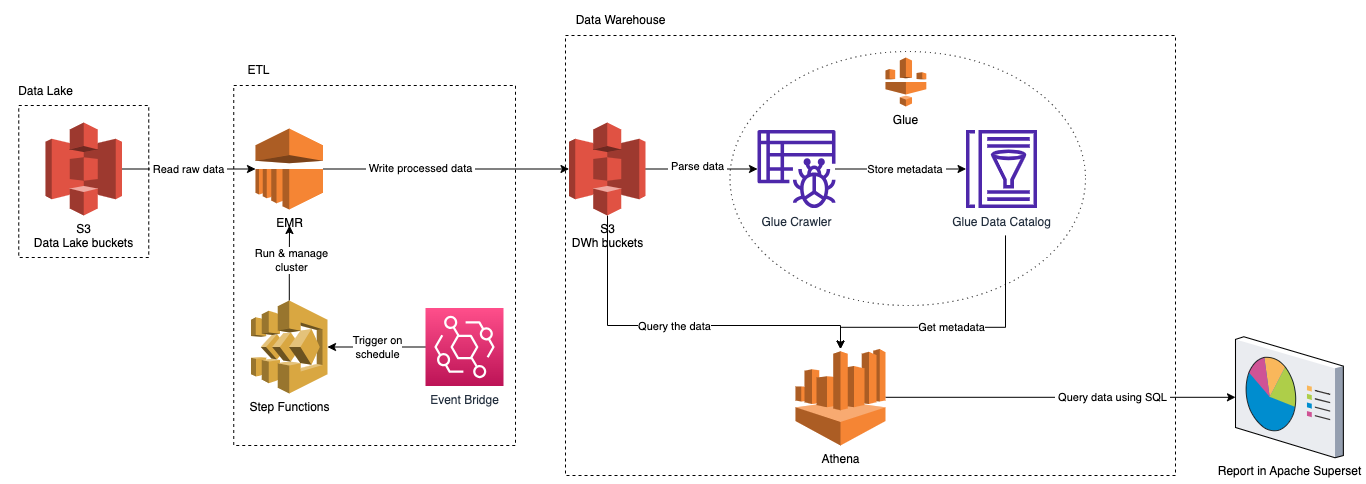 Data Warehouse
ETL
Data Lake
Glue
Read raw data
Write processed data
Parse data
Store metadata
S3
Data Lake buckets
EMR
S3
DWh buckets
Glue Crawler
Glue Data Catalog
Run & manage
cluster
Query the data
Get metadata
Trigger on
schedule
Step Functions
Event Bridge
Query data using SQL
Athena
Report in Apache Superset